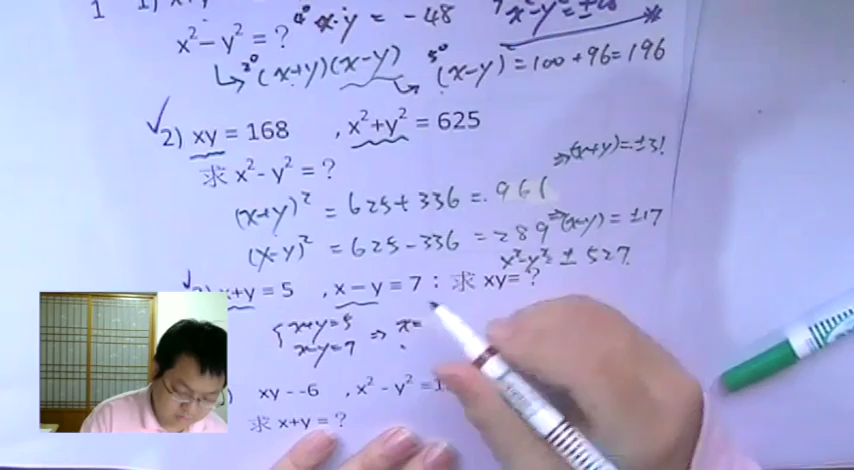 x²-y²=? 4° x·y = -48
↳ 3° (x+y)(x-y) 5° (x-y) = 100+96=196
✓2) xy = 168 , x²+y² = 625
求 x²-y² = ?
⇒(x+y)=±31
(x+y)² = 625+336 = 961
(x-y)² = 625-336 = 289 ⇒(x-y) = ±17
x²-y²= ± 527
x+y = 5 , x-y = 7 : 求 xy= ?
{ x+y=5 ⇒ x=
x-y=7
) xy--6 , x²-y² =1
求 x+y = ?